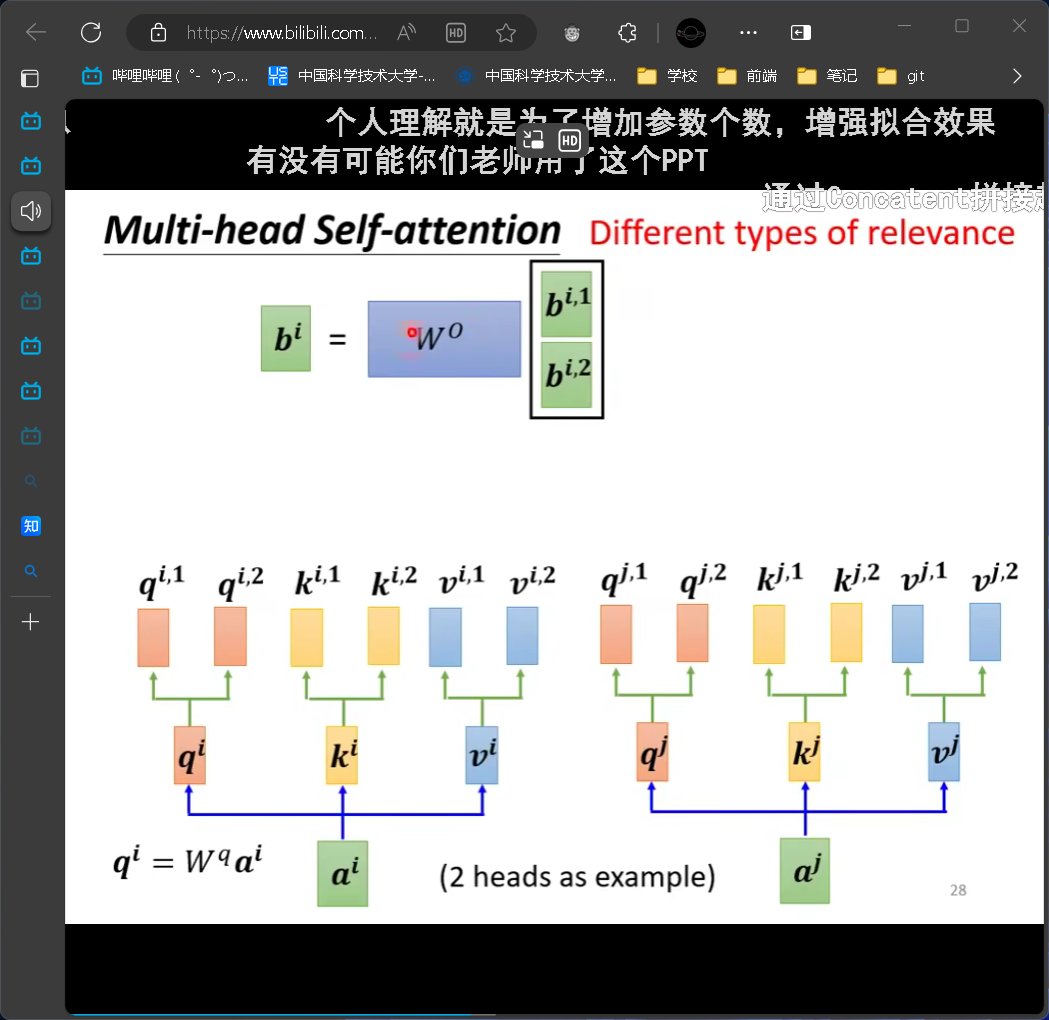 https://www.bilibili.com...
哔哩哔哩 (゜-゜)つ...
中国科学技术大学-...
中国科学技术大学...
学校
前端
笔记
git
个人理解就是为了增加参数个数，增强拟合效果
有没有可能你们老师用了这个PPT
HD
通过Concatent拼接
Multi-head Self-attention
Different types of relevance
b^i = W^O b^{i,1}
b^{i,2}
q^{i,1} q^{i,2} k^{i,1} k^{i,2} v^{i,1} v^{i,2} q^{j,1} q^{j,2} k^{j,1} k^{j,2} v^{j,1} v^{j,2}
q^i k^i v^i q^j k^j v^j
q^i = W^q a^i
a^i
(2 heads as example)
a^j
28
知